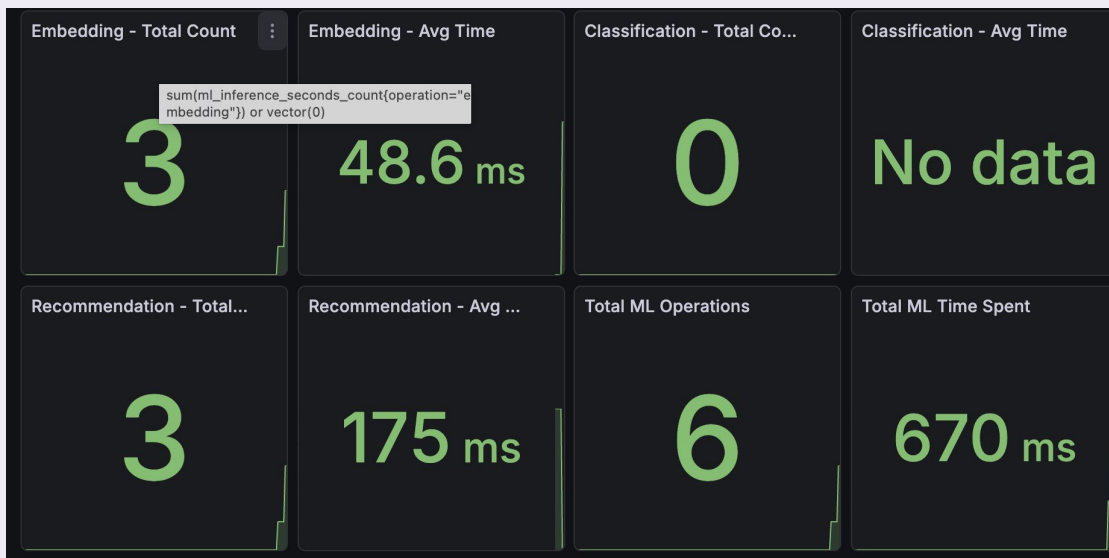 Embedding - Total Count
Embedding - Avg Time
Classification - Total Co...
Classification - Avg Time
sum(ml_inference_seconds_count{operation="e
mbedding"}) or vector(0)
3
48.6 ms
0
No data
Recommendation - Total...
Recommendation - Avg ...
Total ML Operations
Total ML Time Spent
3
175 ms
6
670 ms